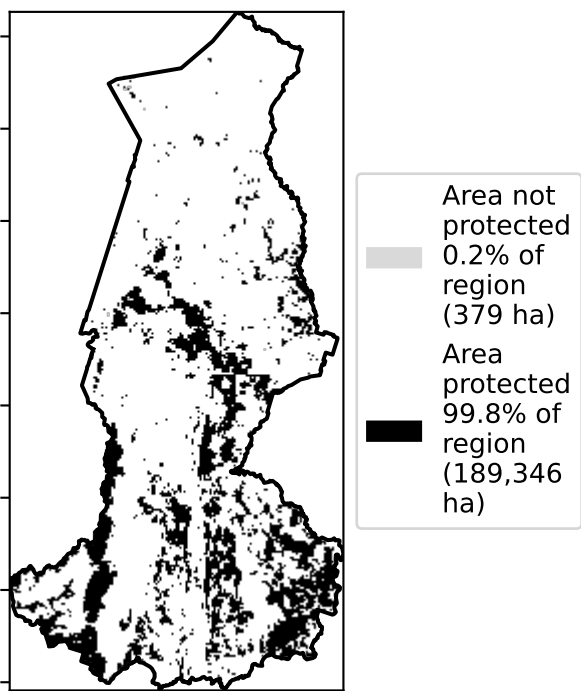 Area not
protected
0.2% of
region
(379 ha)
Area
protected
99.8% of
region
(189,346
ha)